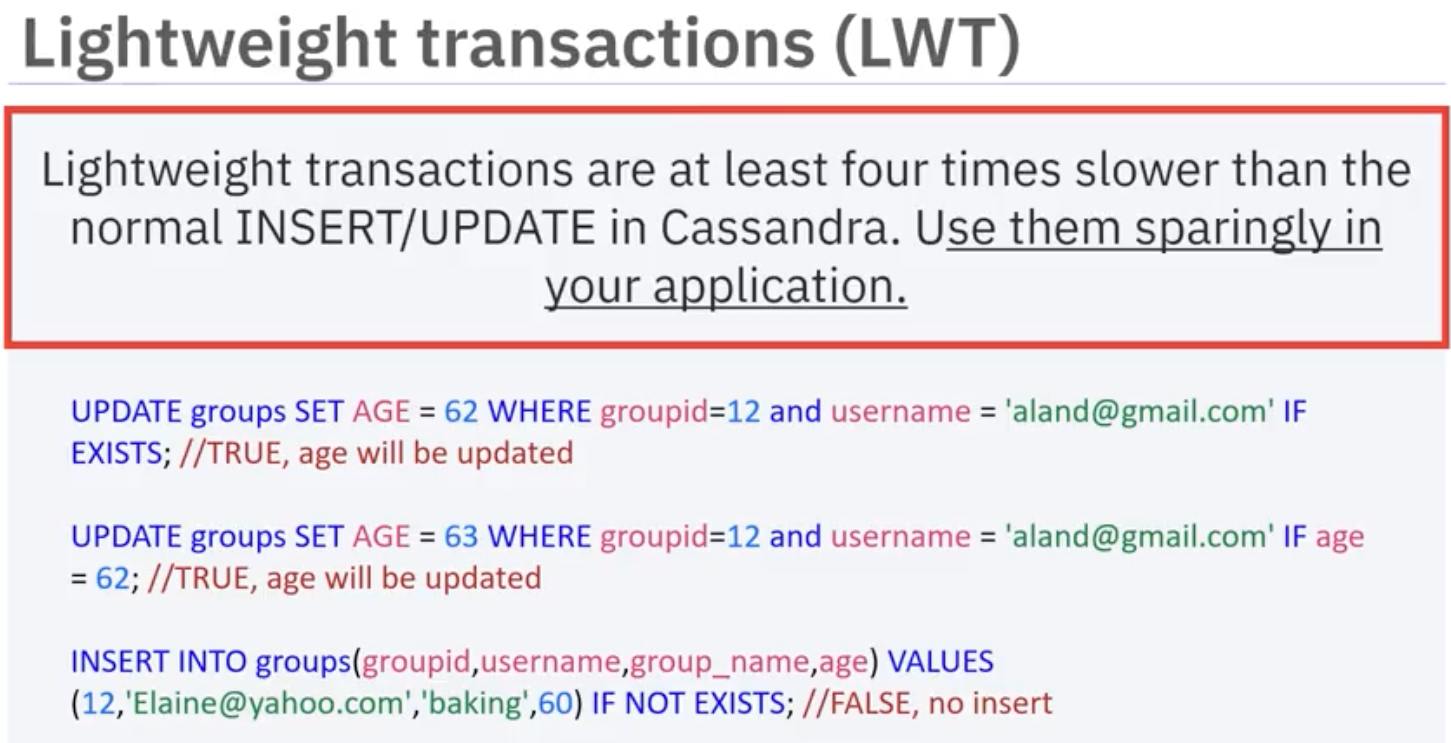 Lightweight transactions (LWT)
Lightweight transactions are at least four times slower than the
normal INSERT/UPDATE in Cassandra. Use them sparingly in
your application.
UPDATE groups SET AGE = 62 WHERE groupid=12 and username = 'aland@gmail.com' IF
EXISTS; //TRUE, age will be updated
UPDATE groups SET AGE = 63 WHERE groupid=12 and username = 'aland@gmail.com' IF age
= 62; //TRUE, age will be updated
INSERT INTO groups(groupid,username,group_name,age) VALUES
(12,'Elaine@yahoo.com','baking',60) IF NOT EXISTS; //FALSE, no insert